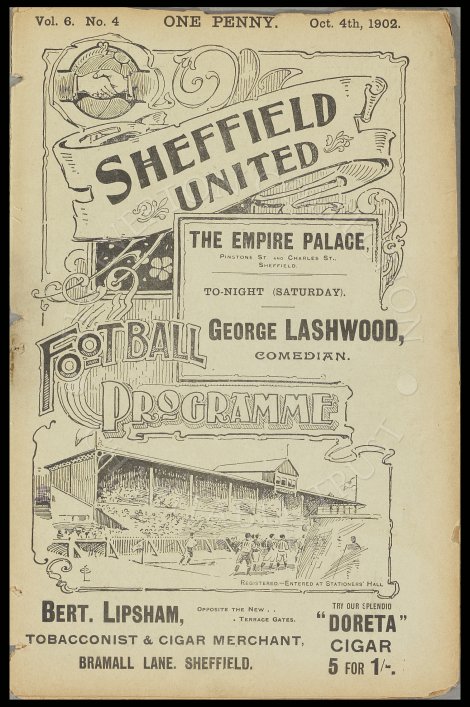 Vol. 6. No. 4 ONE PENNY. Oct. 4th, 1902.
SHEFFIELD
UNITED
THE EMPIRE PALACE,
PINSTONE ST. AND CHARLES ST.,
SHEFFIELD.
TO-NIGHT (SATURDAY).
GEORGE LASHWOOD,
COMEDIAN.
FOOTBALL
PROGRAMME
REGISTERED.—ENTERED AT STATIONERS' HALL
BERT. LIPSHAM,
OPPOSITE THE NEW . .
. TERRACE GATES.
TOBACCONIST & CIGAR MERCHANT,
BRAMALL LANE. SHEFFIELD.
TRY OUR SPLENDID
"DORETA"
CIGAR
5 FOR 1/-.